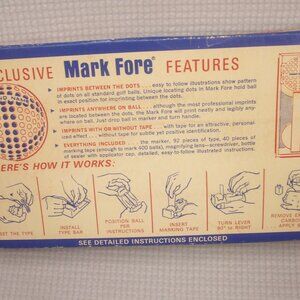 CLUSIVE Mark Fore® FEATURES
IMPRINTS BETWEEN THE DOTS ... easy to follow illustrations show pattern
of dots on all standard golf balls. Unique locating dots in Mark Fore hold ball
in exact position for imprinting between the dots.
IMPRINTS ANYWHERE ON BALL ... although the most professional imprints
are located between the dots, the Mark Fore will print neatly and legibly any-
where on ball. Just drop ball in marker and turn handle.
IMPRINTS WITH OR WITHOUT TAPE ... with tape for an attractive, personal-
ized effect ... without tape for subtle yet positive identification.
EVERYTHING INCLUDED ... the marker, 92 pieces of type, 40 pieces of
marking tape (enough to mark 400 balls), magnifying lens—screwdriver, bottle
of sealer with applicator cap, detailed, easy-to-follow illustrated instructions.
ERE'S HOW IT WORKS:
SET THE TYPE
INSTALL
TYPE BAR
POSITION BALL
PER
INSTRUCTIONS
INSERT
MARKING TAPE
TURN LEVER
90° to RIGHT
REMOVE
CARBO
APPLY
SEE DETAILED INSTRUCTIONS ENCLOSED